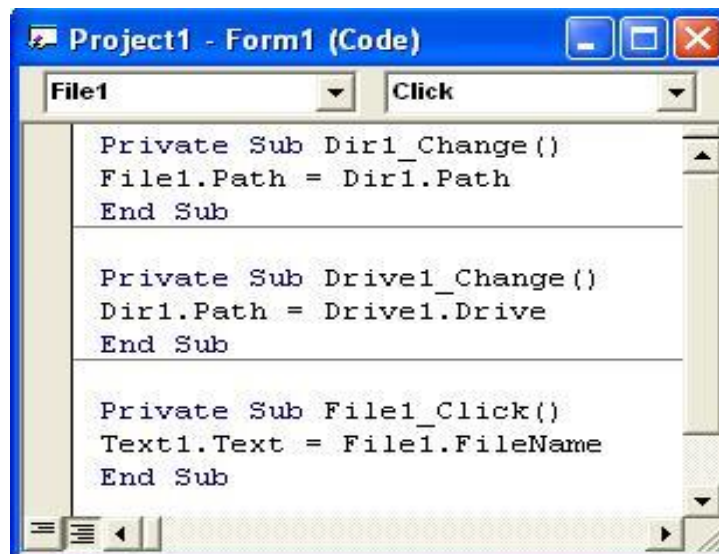 Project1 - Form1 (Code)
File1 Click
Private Sub Dir1_Change()
File1.Path = Dir1.Path
End Sub
Private Sub Drive1_Change()
Dir1.Path = Drive1.Drive
End Sub
Private Sub File1_Click()
Text1.Text = File1.FileName
End Sub